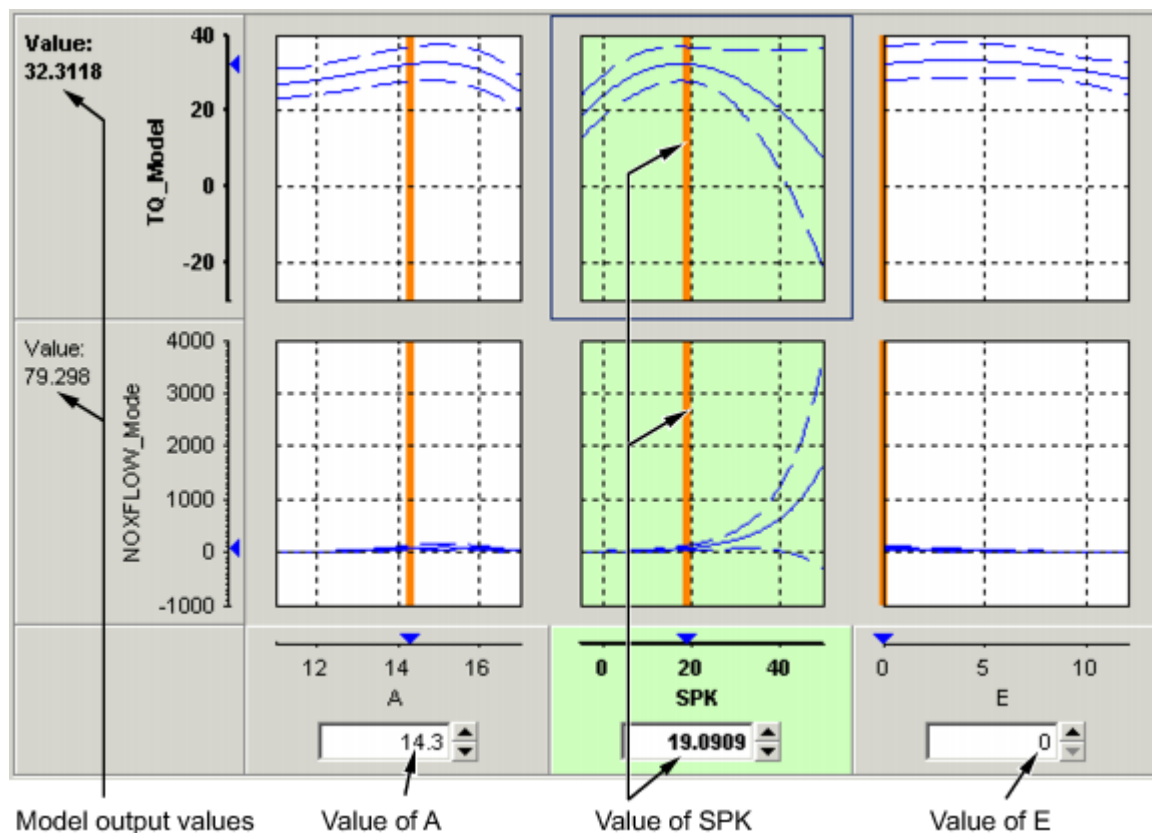 Value:
32.3118
TQ_Model
40
20
0
-20
Value:
79.298
NOXFLOW_Mode
4000
3000
2000
1000
0
-1000
12 14 16
A
14.3
0 20 40
SPK
19.0909
0 5 10
E
0
Model output values Value of A Value of SPK Value of E